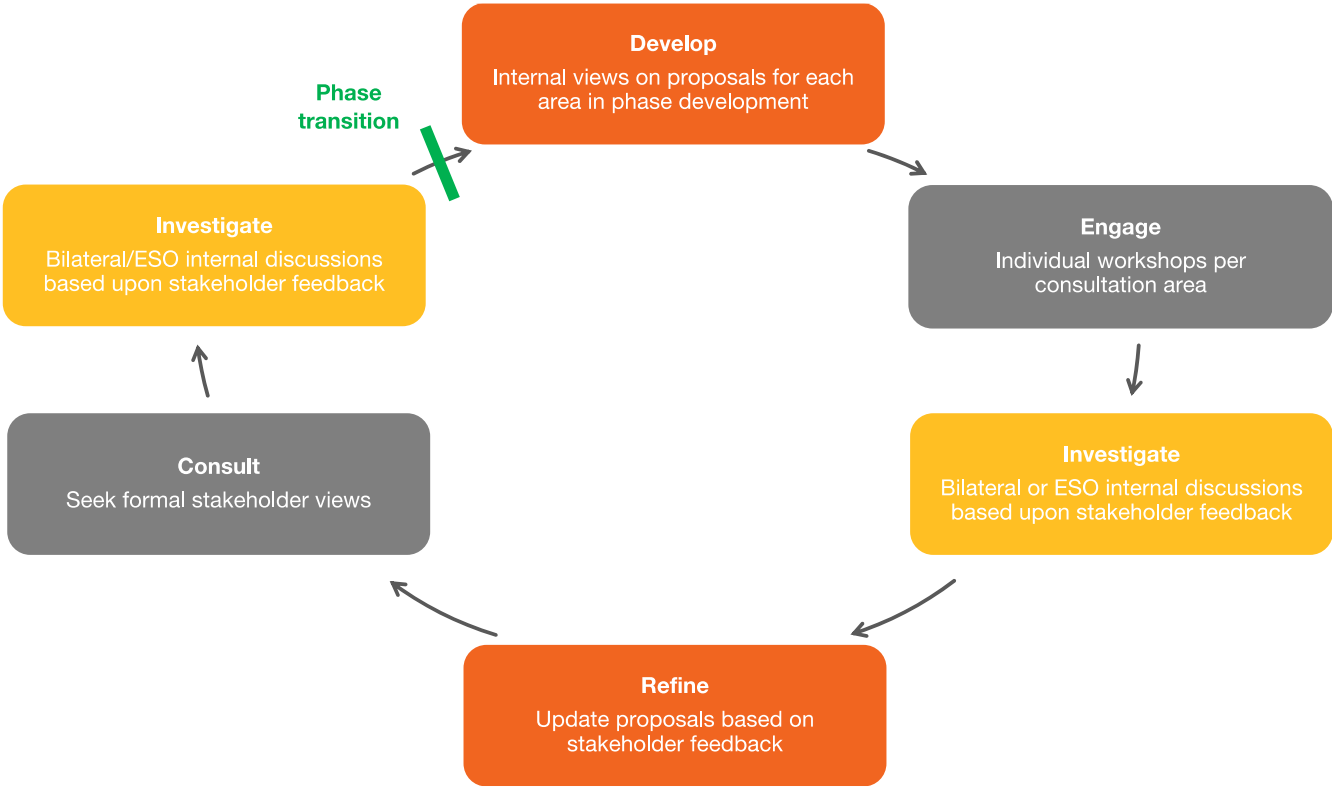 Develop
Internal views on proposals for each
area in phase development
Phase
transition
Engage
Individual workshops per
consultation area
Investigate
Bilateral or ESO internal discussions
based upon stakeholder feedback
Refine
Update proposals based on
stakeholder feedback
Consult
Seek formal stakeholder views
Investigate
Bilateral/ESO internal discussions
based upon stakeholder feedback